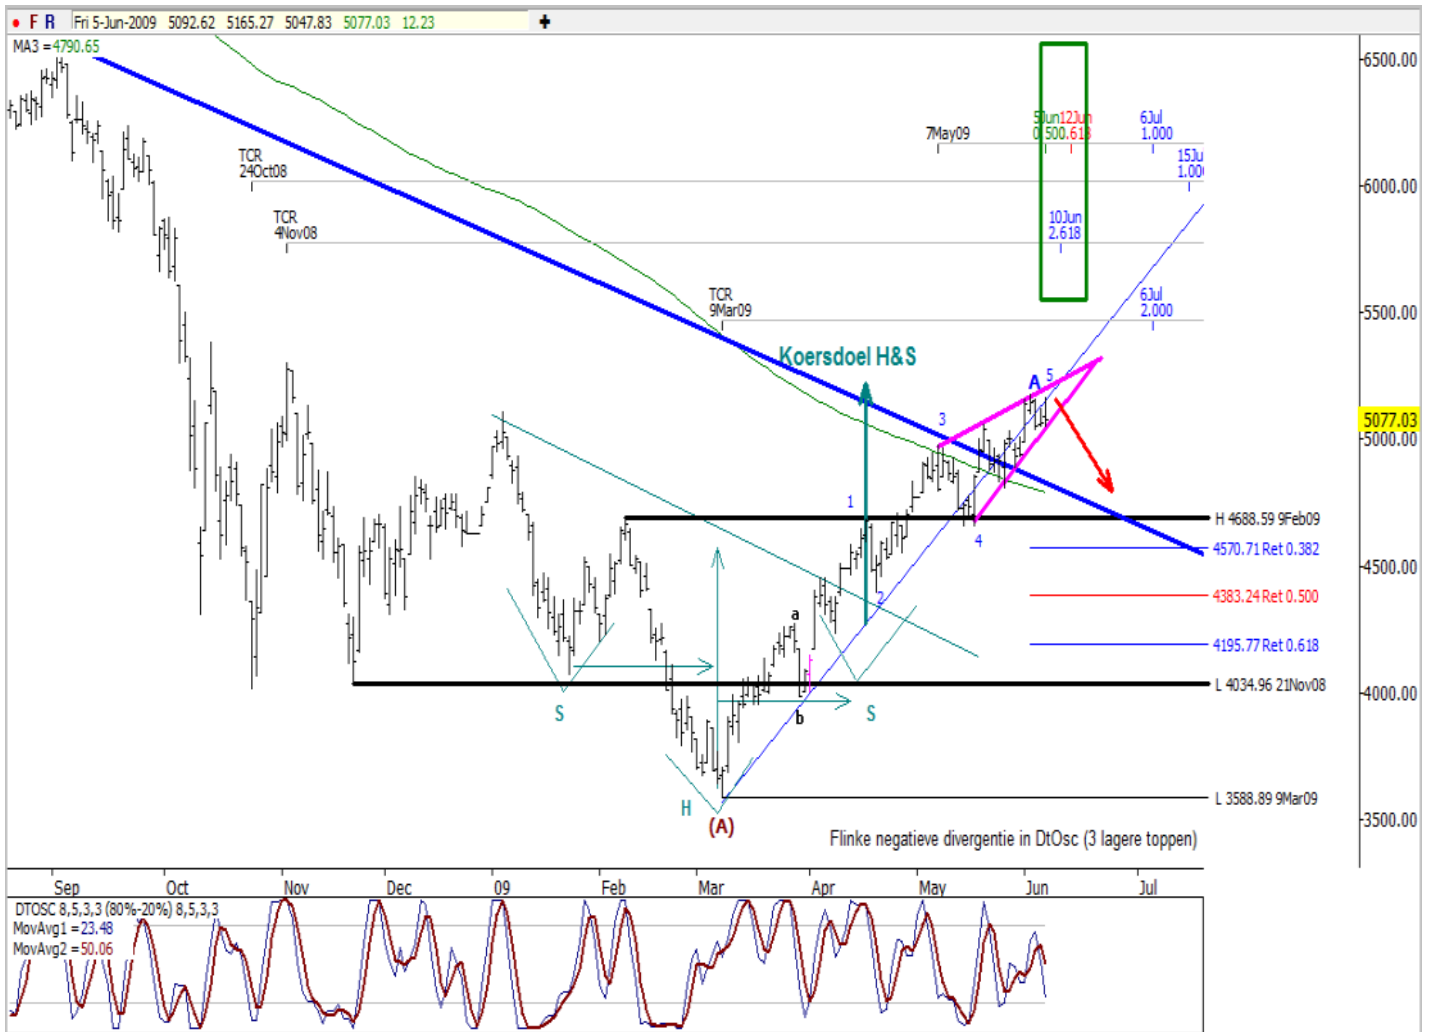 F R Fri 5-Jun-2009 5092.62 5165.27 5047.83 5077.03 12.23
MA3 = 4790.65
6500.00
6000.00
5500.00
5077.03
5000.00
4500.00
4000.00
3500.00
7May09
5Jun 12Jun
0.500 .618
6Jul
1.000
TCR
24Oct08
1.00
TCR
4Nov08
10Jun
2.618
TCR
9Mar09
6Jul
2.000
Koersdoel H&S
A 5
3
1
4
2
a
b
S
S
H
(A)
H 4688.59 9Feb09
4570.71 Ret 0.382
4383.24 Ret 0.500
4195.77 Ret 0.618
L 4034.96 21Nov08
L 3588.89 9Mar09
Flinke negatieve divergentie in DtOsc (3 lagere toppen)
Sep Oct Nov Dec 09 Feb Mar Apr May Jun Jul
DTOSC 8,5,3,3 (80%-20%) 8,5,3,3
MovAvg1 = 23.48
MovAvg2 = 50.06